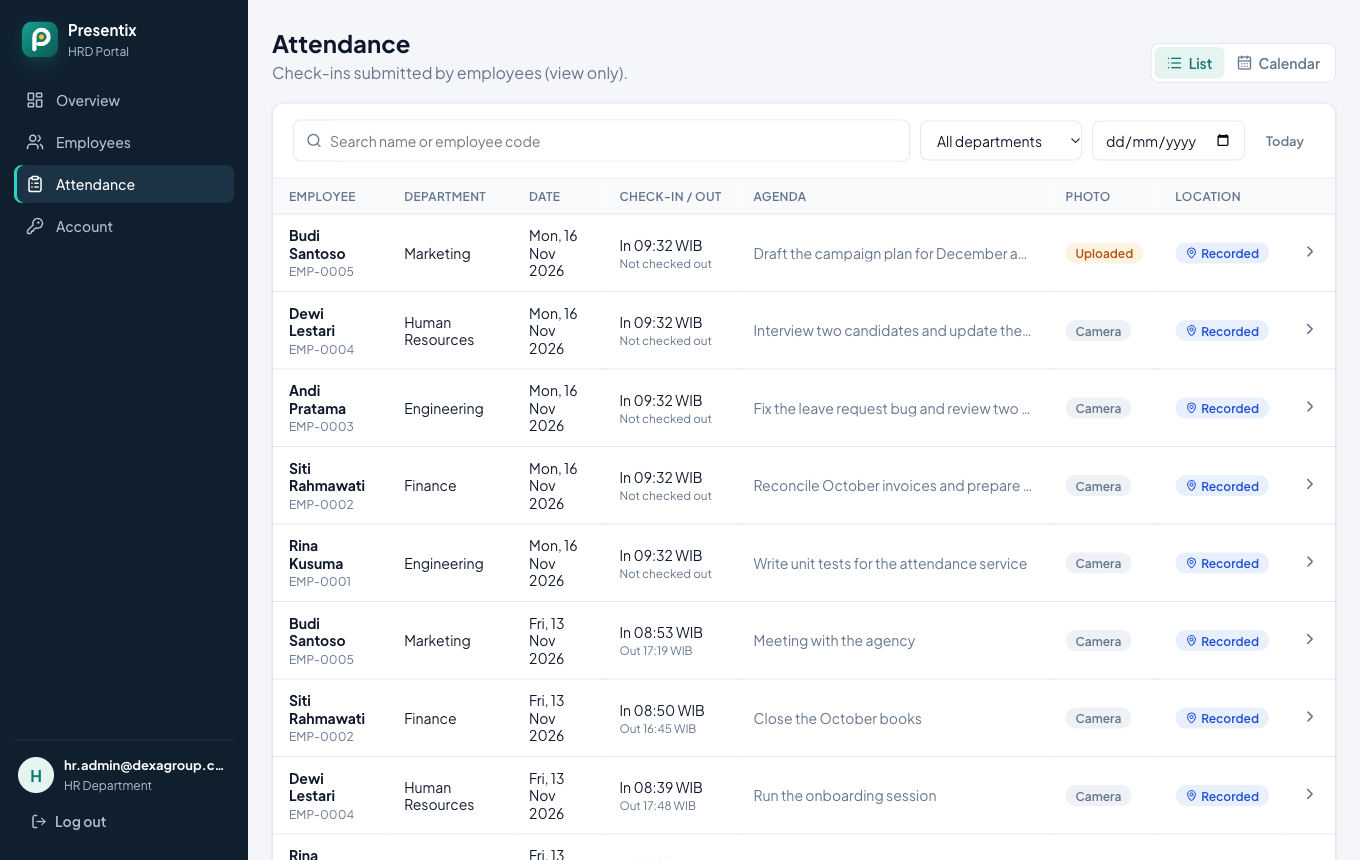 Presentix
HRD Portal
Overview
Employees
Attendance
Account
hr.admin@dexagroup.c...
H
HR Department
Log out
Attendance
Check-ins submitted by employees (view only).
List
Calendar
Search name or employee code
All departments
dd/mm/yyyy
Today
EMPLOYEE DEPARTMENT DATE CHECK-IN / OUT AGENDA PHOTO LOCATION
Budi Santoso
EMP-0005
Marketing
Mon, 16 Nov 2026
In 09:32 WIB
Not checked out
Draft the campaign plan for December a...
Uploaded
Recorded
Dewi Lestari
EMP-0004
Human Resources
Mon, 16 Nov 2026
In 09:32 WIB
Not checked out
Interview two candidates and update the...
Camera
Recorded
Andi Pratama
EMP-0003
Engineering
Mon, 16 Nov 2026
In 09:32 WIB
Not checked out
Fix the leave request bug and review two ...
Camera
Recorded
Siti Rahmawati
EMP-0002
Finance
Mon, 16 Nov 2026
In 09:32 WIB
Not checked out
Reconcile October invoices and prepare ...
Camera
Recorded
Rina Kusuma
EMP-0001
Engineering
Mon, 16 Nov 2026
In 09:32 WIB
Not checked out
Write unit tests for the attendance service
Camera
Recorded
Budi Santoso
EMP-0005
Marketing
Fri, 13 Nov 2026
In 08:53 WIB
Out 17:19 WIB
Meeting with the agency
Camera
Recorded
Siti Rahmawati
EMP-0002
Finance
Fri, 13 Nov 2026
In 08:50 WIB
Out 16:45 WIB
Close the October books
Camera
Recorded
Dewi Lestari
EMP-0004
Human Resources
Fri, 13 Nov 2026
In 08:39 WIB
Out 17:48 WIB
Run the onboarding session
Camera
Recorded
Rina
Fri, 13